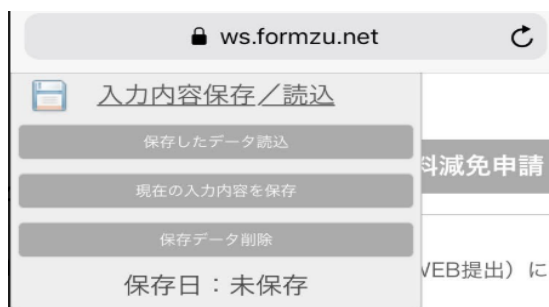 ws.formzu.net
入力内容保存／読込
保存したデータ読込
料減免申請
現在の入力内容を保存
保存データ削除
WEB提出）に
保存日：未保存